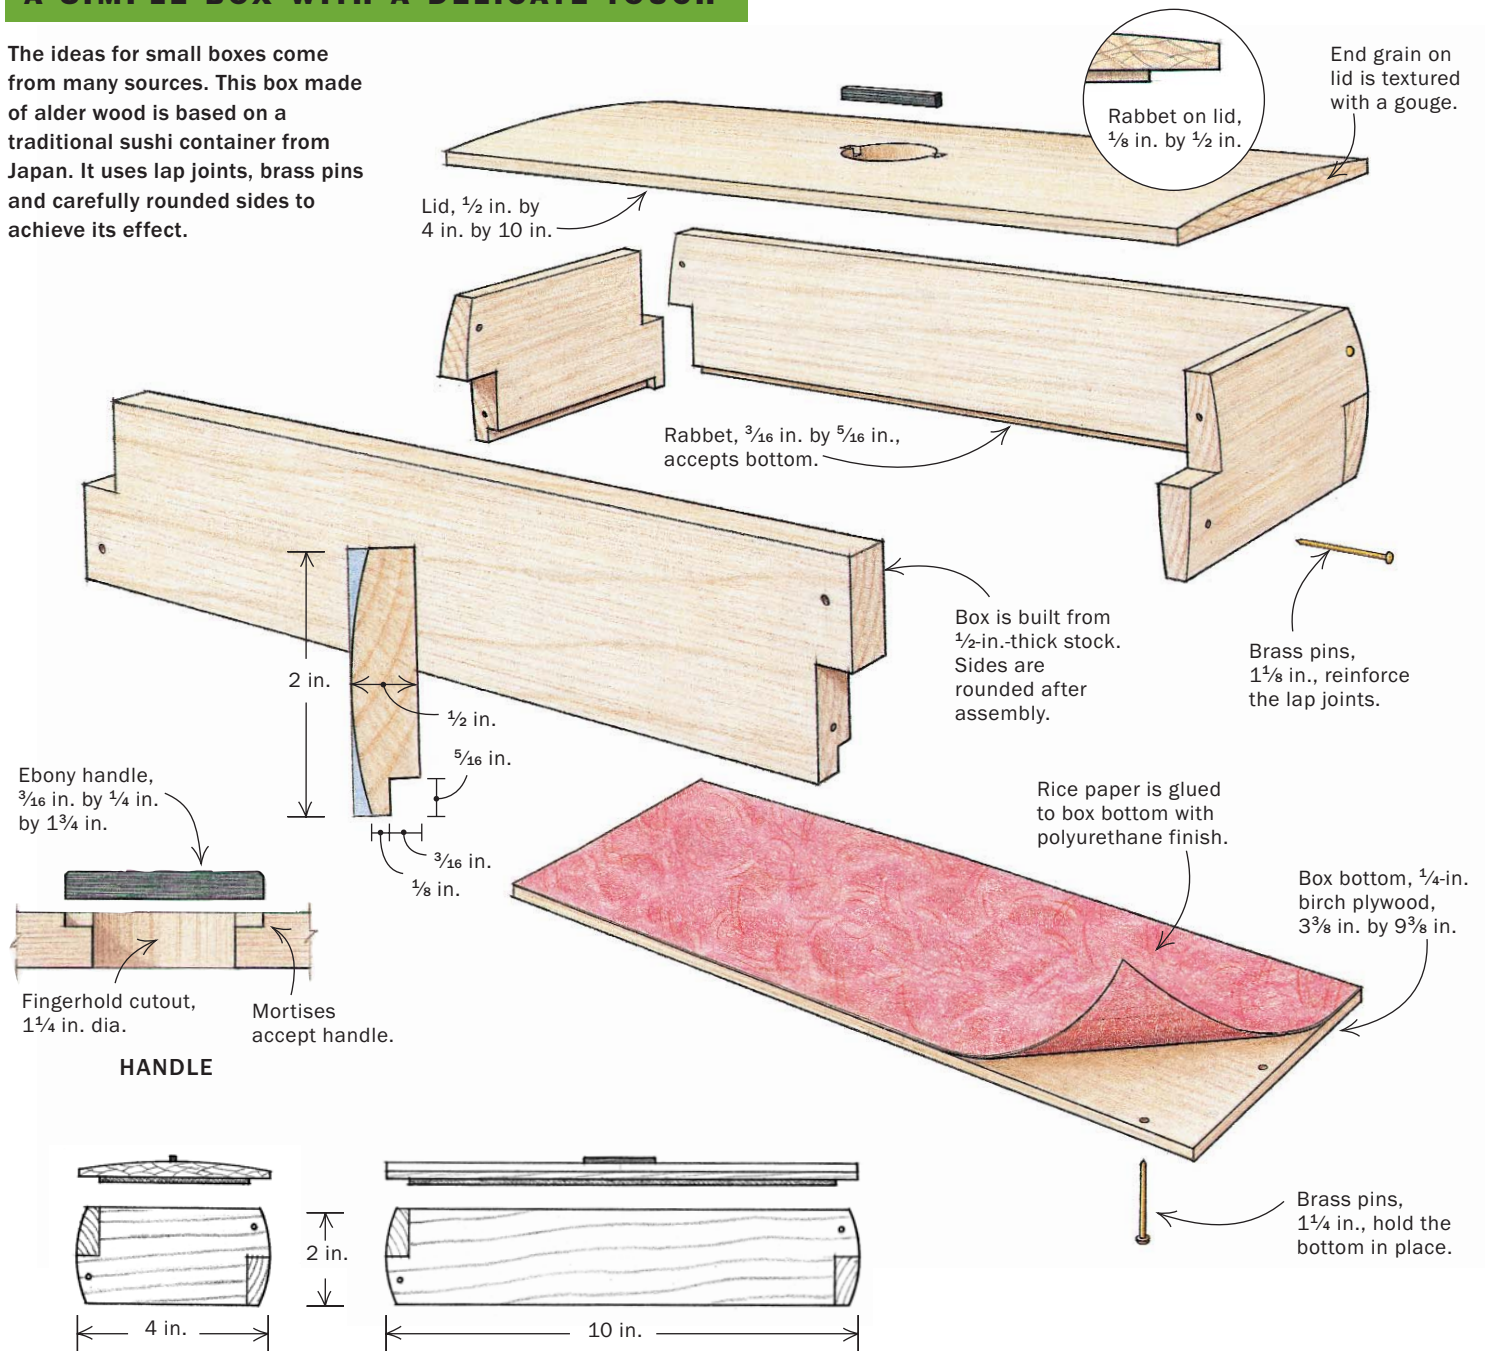 A SIMPLE BOX WITH A DELICATE TOUCH
The ideas for small boxes come
from many sources. This box made
of alder wood is based on a
traditional sushi container from
Japan. It uses lap joints, brass pins
and carefully rounded sides to
achieve its effect.
Rabbet on lid,
⅛ in. by ½ in.
End grain on
lid is textured
with a gouge.
Lid, ½ in. by
4 in. by 10 in.
Rabbet, 3⁄16 in. by 5⁄16 in.,
accepts bottom.
Box is built from
½-in.-thick stock.
Sides are
rounded after
assembly.
Brass pins,
1⅛ in., reinforce
the lap joints.
2 in.
½ in.
5⁄16 in.
3⁄16 in.
⅛ in.
Ebony handle,
3⁄16 in. by ¼ in.
by 1¾ in.
Fingerhold cutout,
1¼ in. dia.
Mortises
accept handle.
HANDLE
Rice paper is glued
to box bottom with
polyurethane finish.
Box bottom, ¼-in.
birch plywood,
3⅜ in. by 9⅜ in.
Brass pins,
1¼ in., hold the
bottom in place.
2 in.
4 in.
10 in.